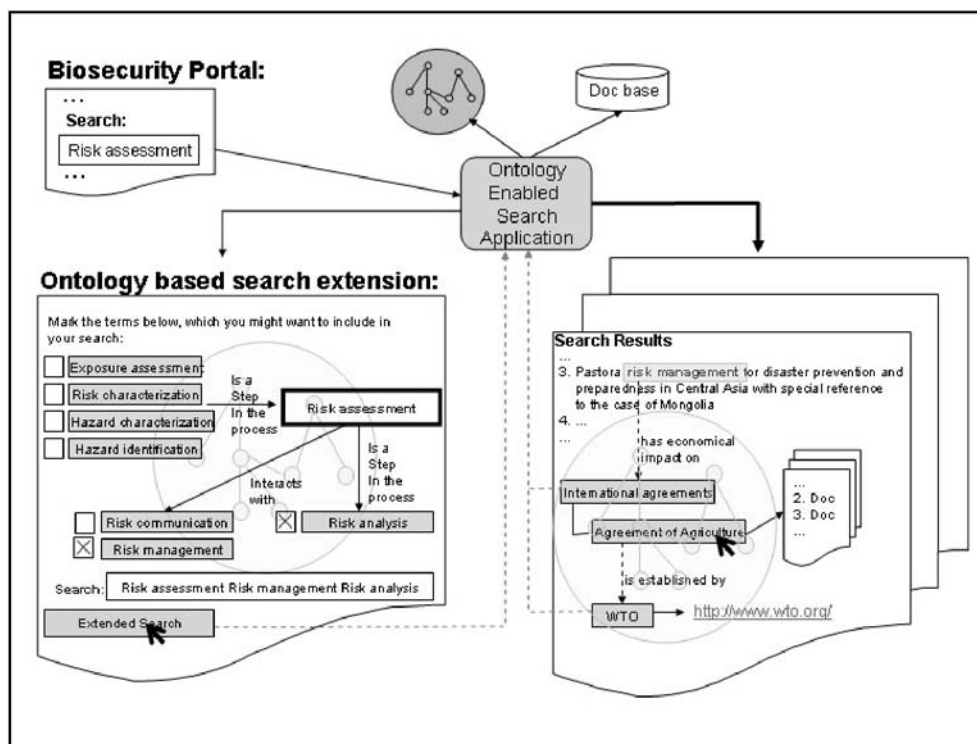 Biosecurity Portal:
...
Search:
Risk assessment
...
Doc base
Ontology
Enabled
Search
Application
Ontology based search extension:
Mark the terms below, which you might want to include in
your search:
Exposure assessment
Risk characterization
Hazard characterization
Hazard identification
Is a
Step
In the
process
Risk assessment
Interacts
with
Is a
Step
In the
process
Risk communication
Risk management
Risk analysis
Search:
Risk assessment Risk management Risk analysis
Extended Search
Search Results
...
3. Pastora risk management for disaster prevention and
preparedness in Central Asia with special reference
to the case of Mongolia
4. ...
...
has economical
impact on
International agreements
Agreement of Agriculture
...
2. Doc
3. Doc
...
is established by
WTO
http://www.wto.org/